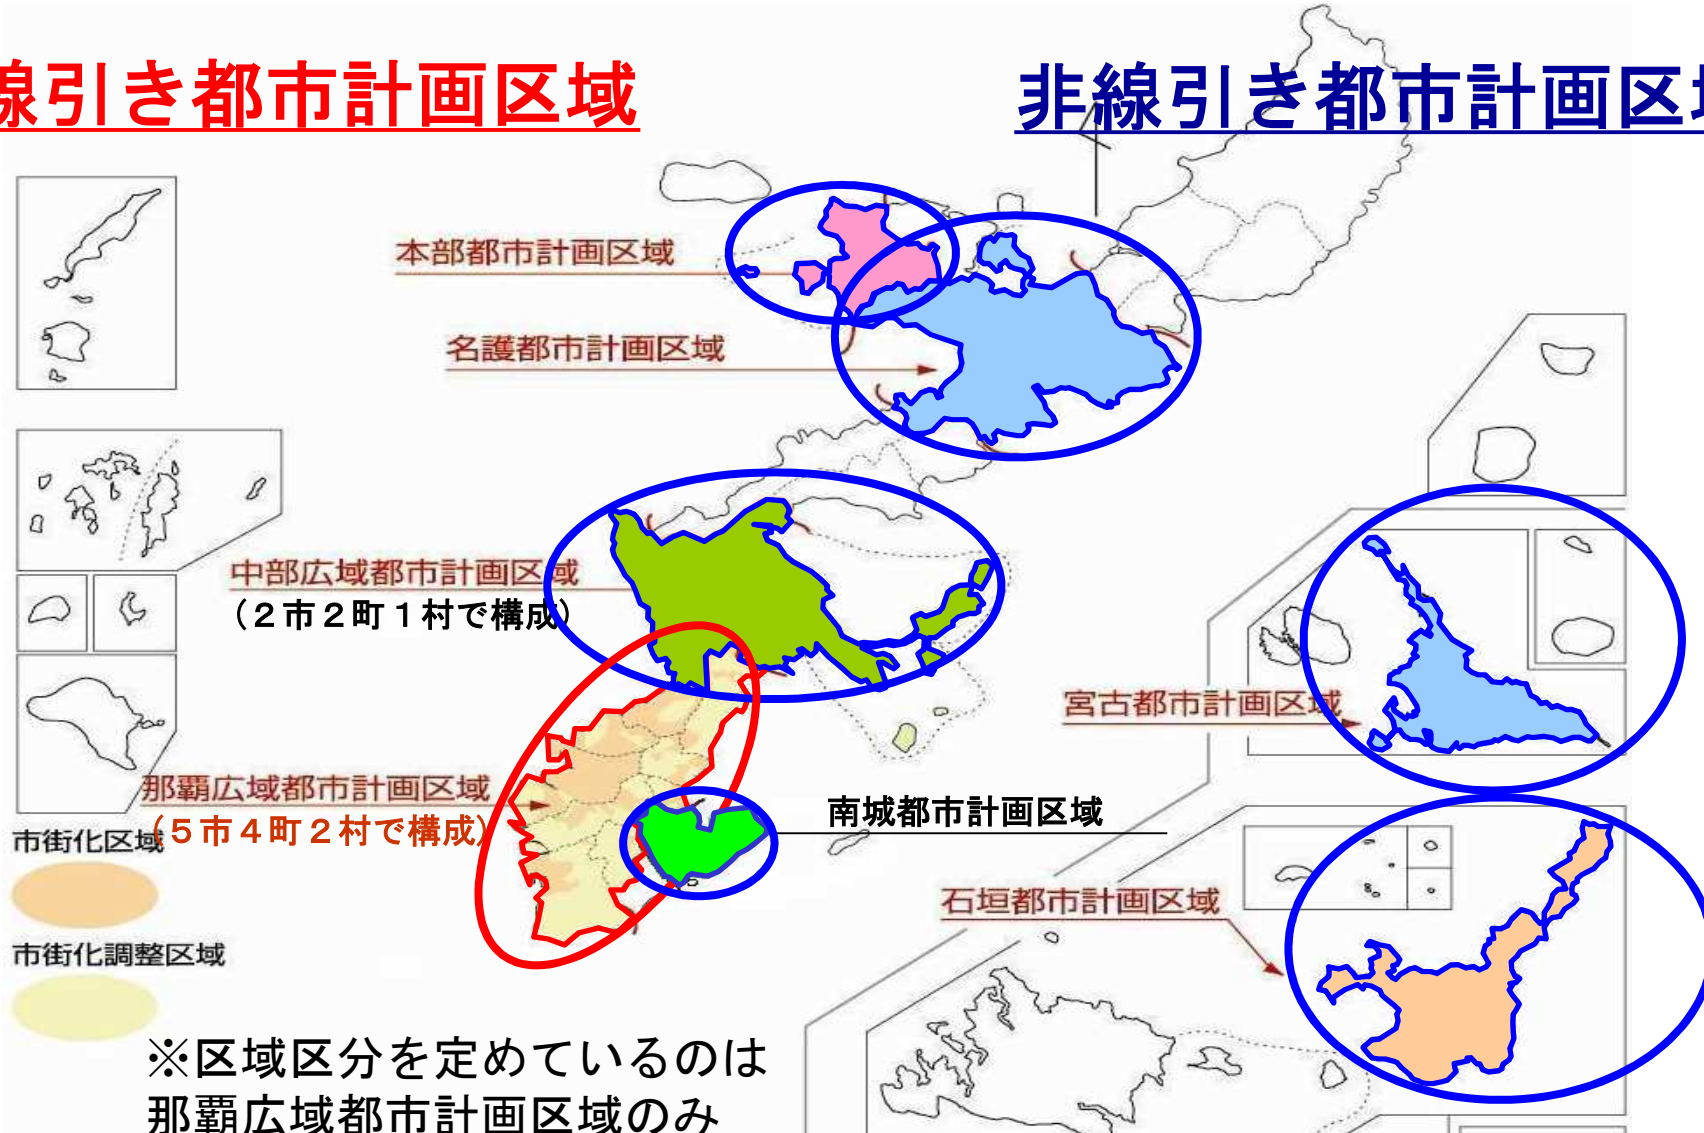 線引き都市計画区域
非線引き都市計画区域
本部都市計画区域
名護都市計画区域
中部広域都市計画区域
（２市２町１村で構成）
宮古都市計画区域
那覇広域都市計画区域
（５市４町２村で構成）
南城都市計画区域
市街化区域
石垣都市計画区域
市街化調整区域
※区域区分を定めているのは
那覇広域都市計画区域のみ